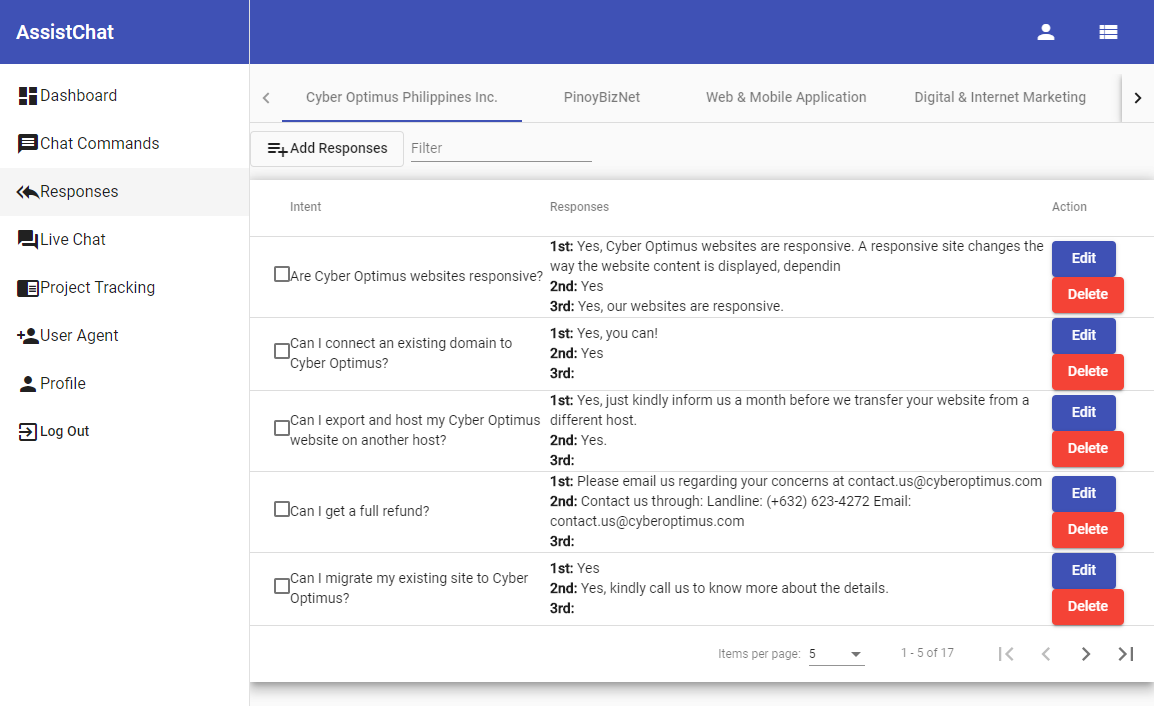 AssistChat
Dashboard
Chat Commands
Responses
Live Chat
Project Tracking
User Agent
Profile
Log Out
Cyber Optimus Philippines Inc.
PinoyBizNet
Web & Mobile Application
Digital & Internet Marketing
Add Responses
Filter
Intent
Responses
Action
Are Cyber Optimus websites responsive?
1st: Yes, Cyber Optimus websites are responsive. A responsive site changes the
way the website content is displayed, dependin
2nd: Yes
3rd: Yes, our websites are responsive.
Edit
Delete
Can I connect an existing domain to
Cyber Optimus?
1st: Yes, you can!
2nd: Yes
3rd:
Edit
Delete
Can I export and host my Cyber Optimus
website on another host?
1st: Yes, just kindly inform us a month before we transfer your website from a
different host.
2nd: Yes.
3rd:
Edit
Delete
Can I get a full refund?
1st: Please email us regarding your concerns at contact.us@cyberoptimus.com
2nd: Contact us through: Landline: (+632) 623-4272 Email:
contact.us@cyberoptimus.com
3rd:
Edit
Delete
Can I migrate my existing site to Cyber
Optimus?
1st: Yes
2nd: Yes, kindly call us to know more about the details.
3rd:
Edit
Delete
Items per page: 5
1 - 5 of 17